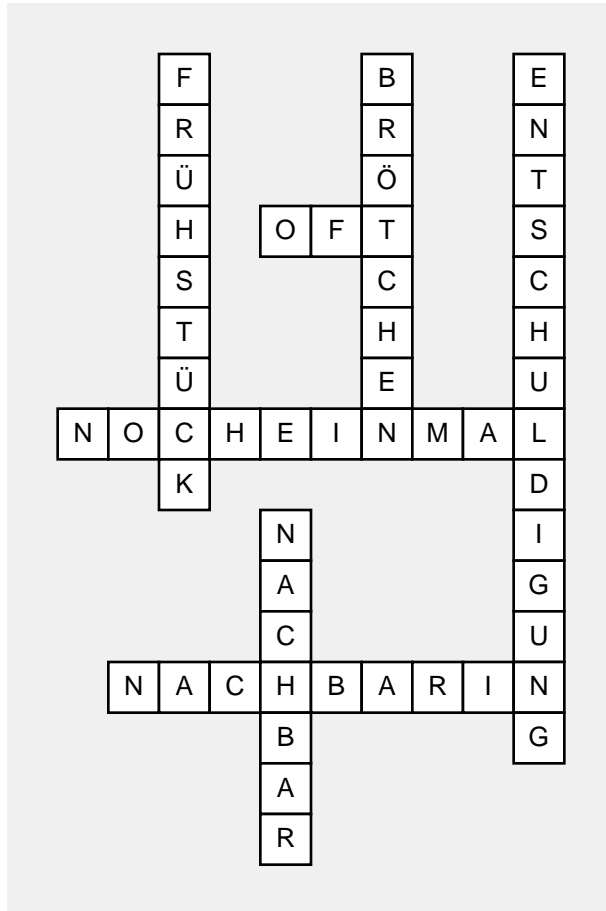 FRÜHSTÜCK
BRÖTCHEN
ENTSCHULDIGUNG
OFT
NOCHEINMAL
NACHBAR
NACHBARIN